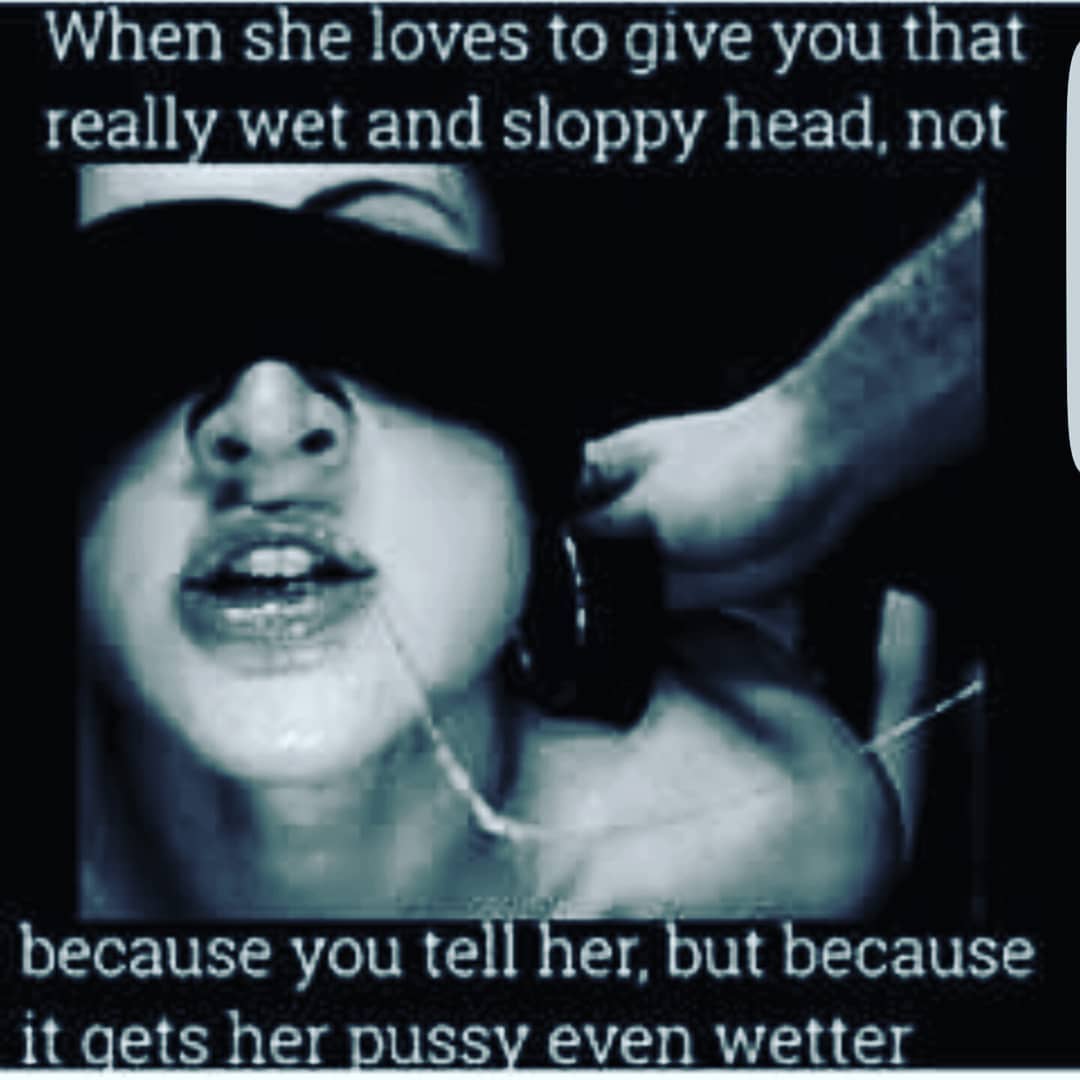 When she loves to give you that
really wet and sloppy head, not
because you tell her, but because
it gets her pussy even wetter